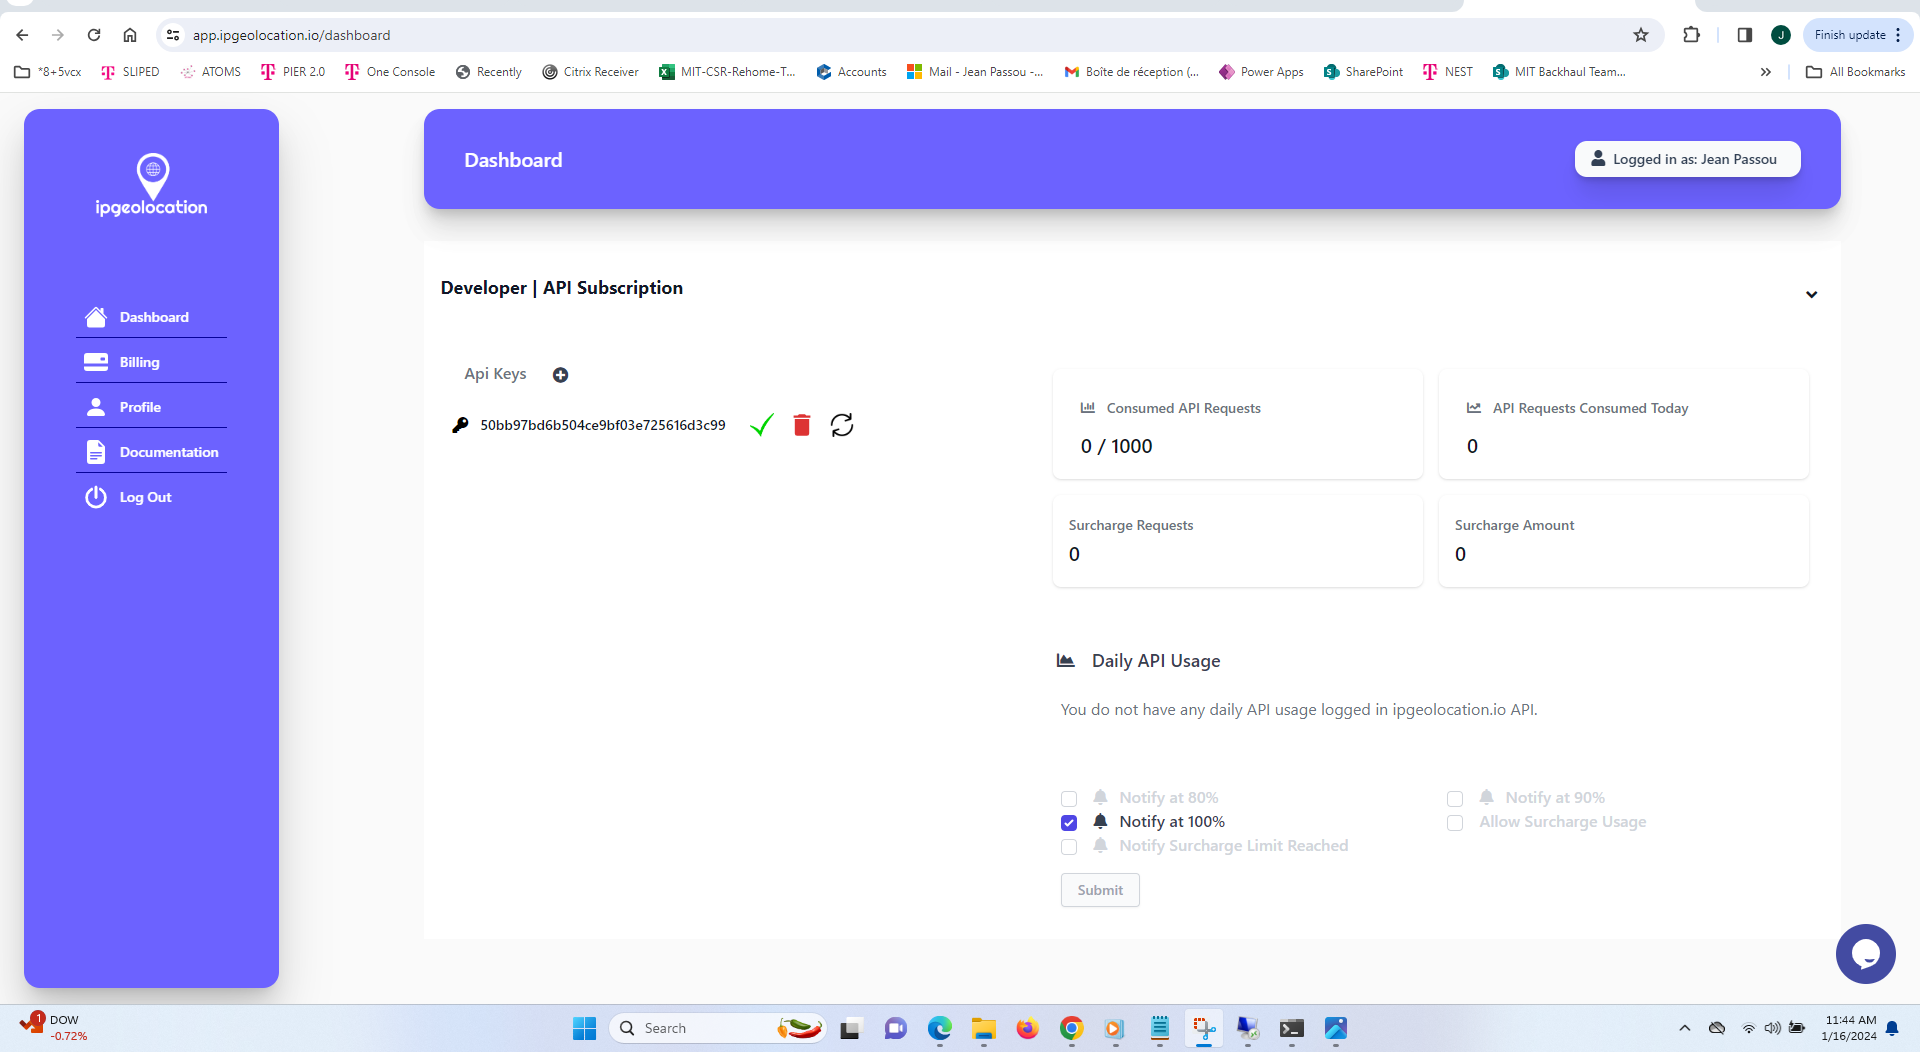 app.ipgeolocation.io/dashboard
J
Finish update
*8+5vcx
SLIPED
ATOMS
PIER 2.0
One Console
Recently
Citrix Receiver
MIT-CSR-Rehome-T...
Accounts
Mail - Jean Passou -...
Boîte de réception (...
Power Apps
SharePoint
NEST
MIT Backhaul Team...
All Bookmarks
ipgeolocation
Dashboard
Billing
Profile
Documentation
Log Out
Dashboard
Logged in as: Jean Passou
Developer | API Subscription
Api Keys
50bb97bd6b504ce9bf03e725616d3c99
Consumed API Requests
0 / 1000
API Requests Consumed Today
0
Surcharge Requests
0
Surcharge Amount
0
Daily API Usage
You do not have any daily API usage logged in ipgeolocation.io API.
Notify at 80%
Notify at 90%
Notify at 100%
Allow Surcharge Usage
Notify Surcharge Limit Reached
Submit
1
DOW
-0.72%
Search
11:44 AM
1/16/2024